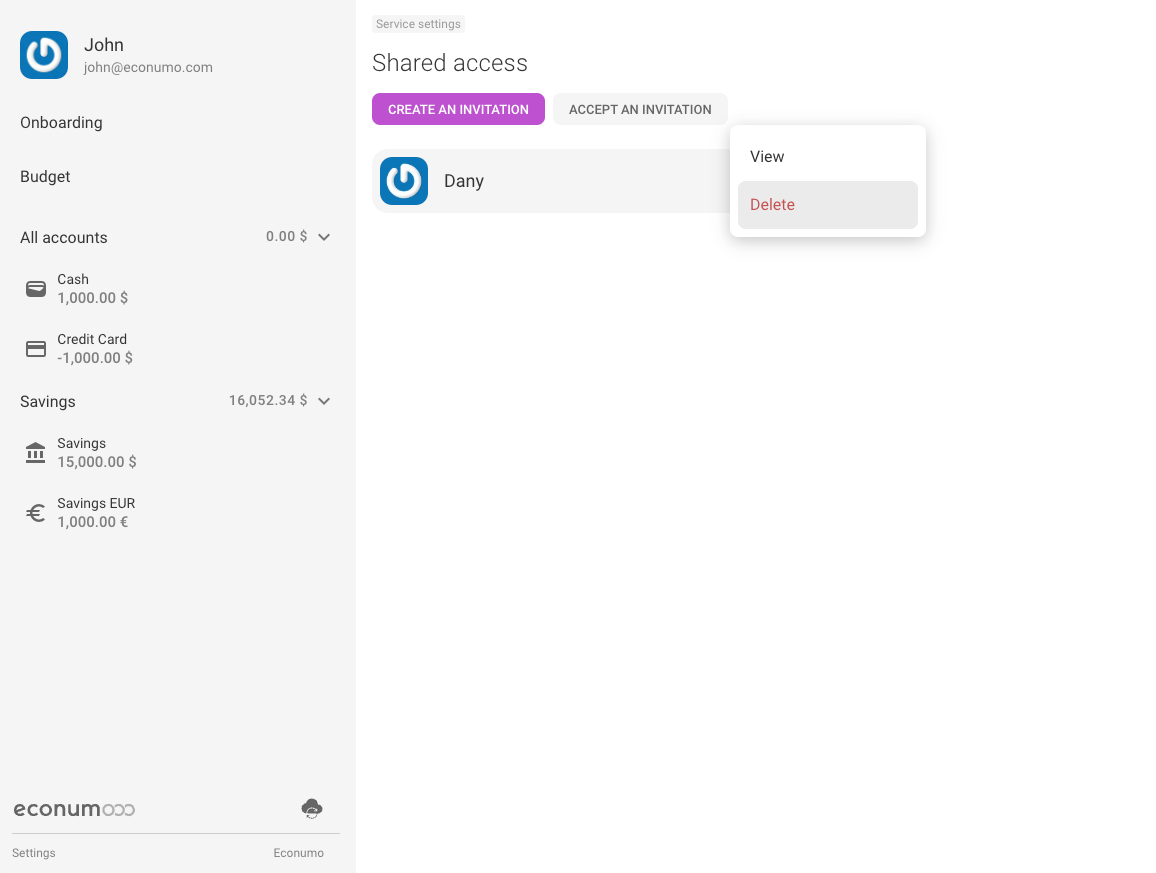 John
john@econumo.com
Onboarding
Budget
All accounts
0.00 $
Cash
1,000.00 $
Credit Card
-1,000.00 $
Savings
16,052.34 $
Savings
15,000.00 $
Savings EUR
1,000.00 €
econumo
Settings
Econumo
Service settings
Shared access
CREATE AN INVITATION
ACCEPT AN INVITATION
Dany
View
Delete